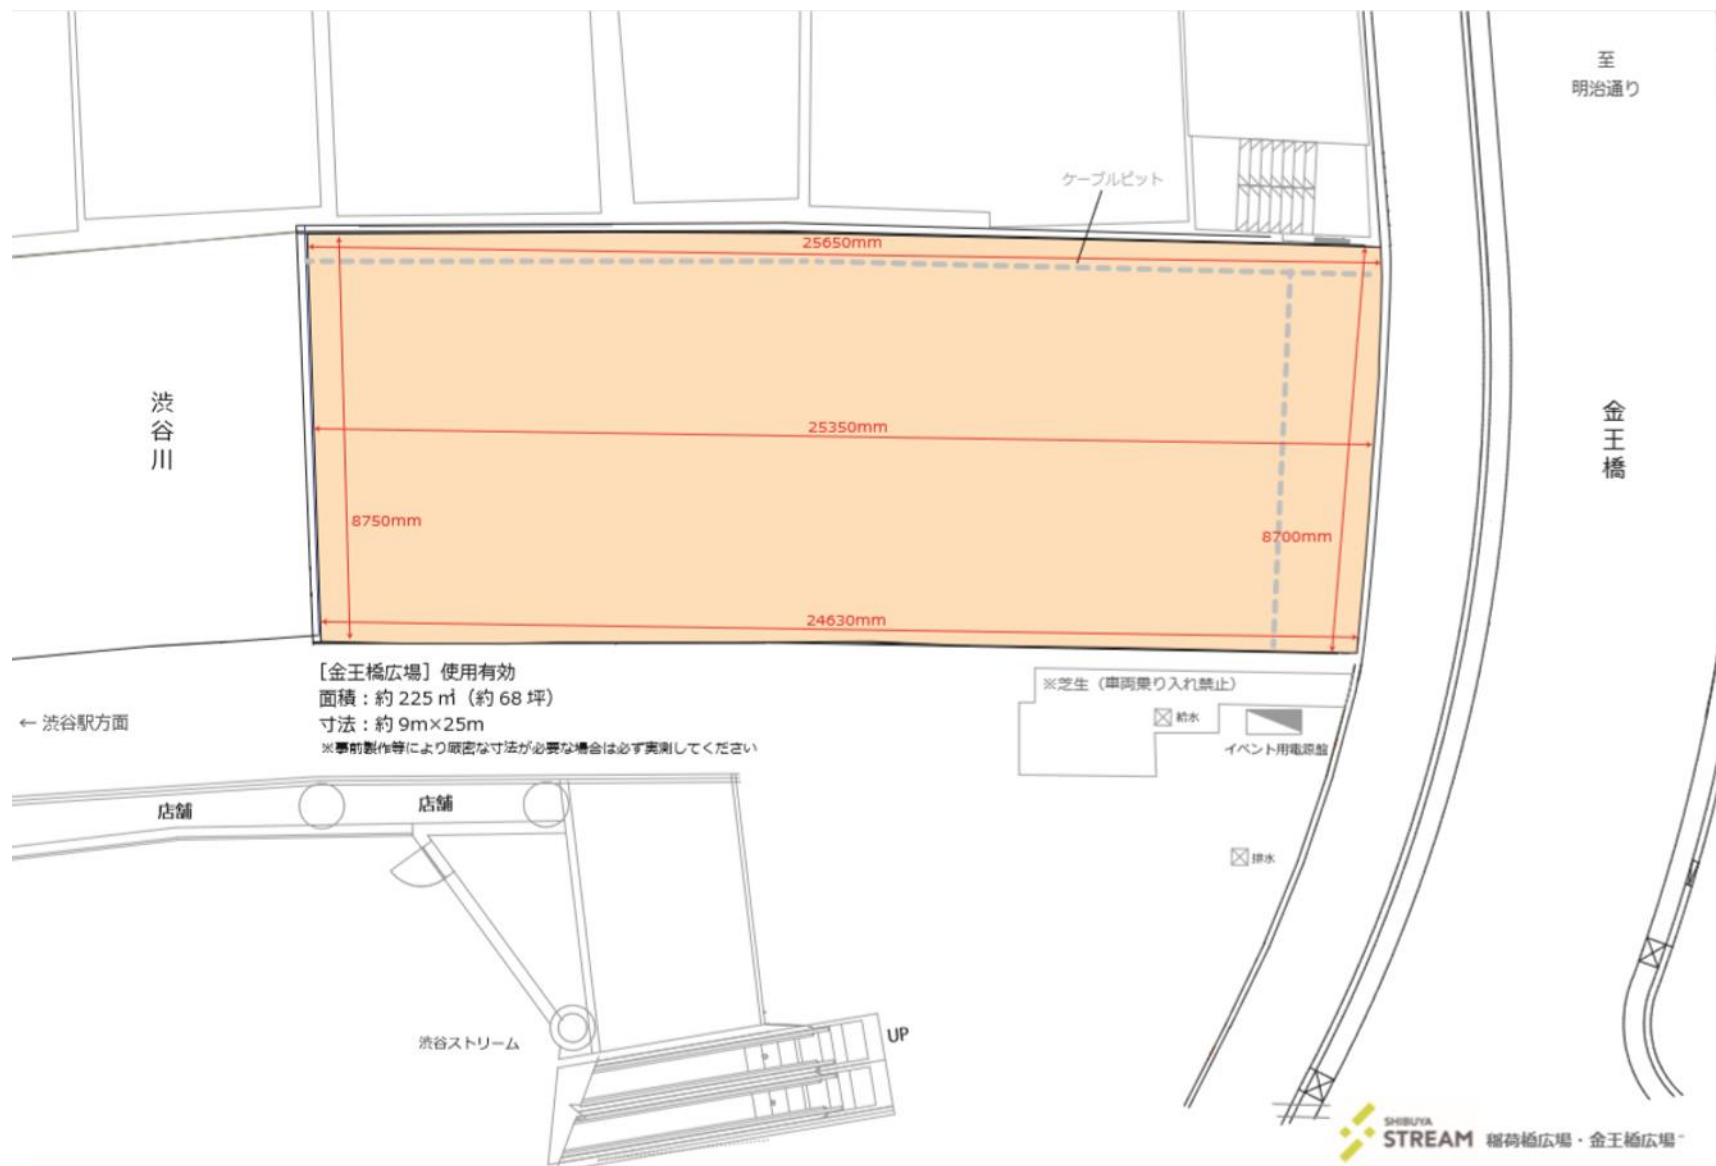 至
明治通り
ケーブルピット
25650mm
渋谷川
25350mm
金王橋
8750mm
8700mm
24630mm
[金王橋広場] 使用有効
面積：約 225 ㎡（約 68 坪）
寸法：約 9m×25m
※事前製作等により厳密な寸法が必要な場合は必ず実測してください
※芝生（車両乗り入れ禁止）
給水
イベント用電源盤
← 渋谷駅方面
店舗
店舗
排水
渋谷ストリーム
UP
SHIBUYA
STREAM 稲荷橋広場・金王橋広場